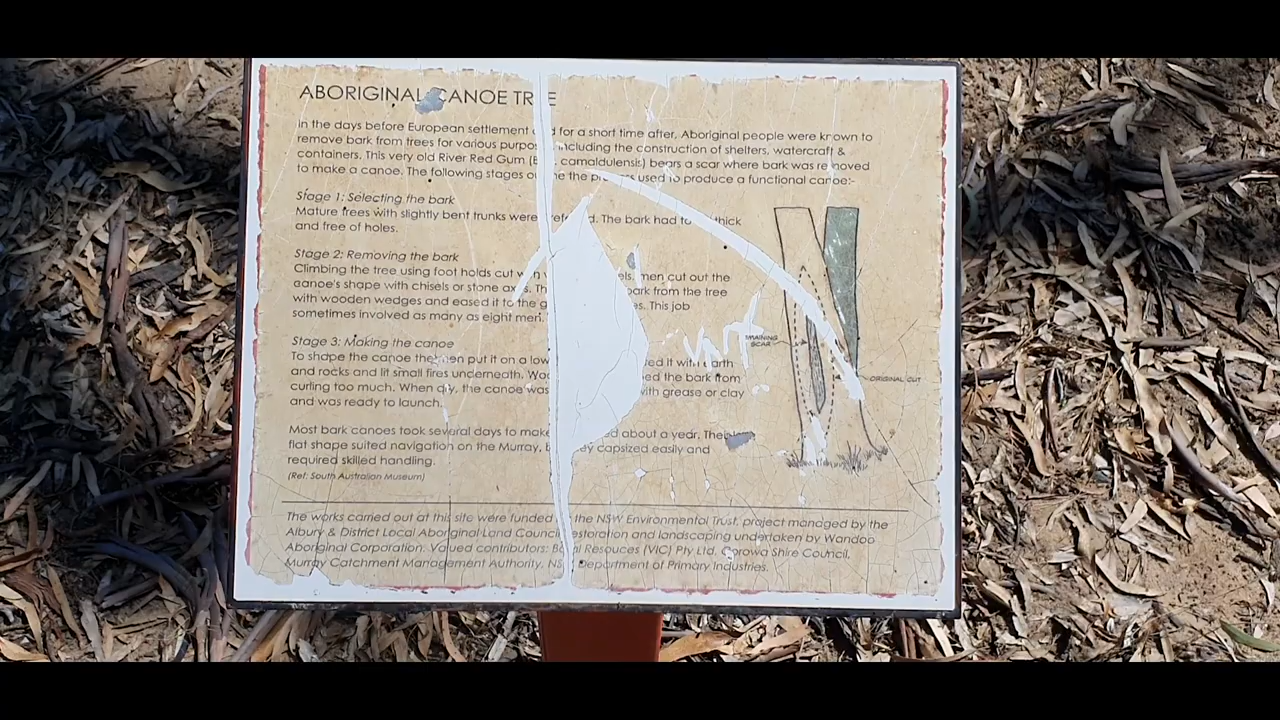 ABORIGINAL CANOE TREE
In the days before European settlement and for a short time after, Aboriginal people were known to
remove bark from trees for various purposes including the construction of shelters, watercraft &
containers. This very old River Red Gum (E camaldulensis) bears a scar where bark was removed
to make a canoe. The following stages outline the process used to produce a functional canoe:-
Stage 1: Selecting the bark
Mature trees with slightly bent trunks were preferred. The bark had to thick
and free of holes.
Stage 2: Removing the bark
Climbing the tree using foot holds cut men cut out the
canoe's shape with chisels or stone axes. bark from the tree
with wooden wedges and eased it to the This job
sometimes involved as many as eight men.
Stage 3: Making the canoe
To shape the canoe the men put it on a low it with earth
and rocks and lit small fires underneath. the bark from
curling too much. When dry, the canoe was with grease or clay
and was ready to launch.
Most bark canoes took several days to make about a year. Their
flat shape suited navigation on the Murray, they capsized easily and
required skilled handling.
(Ref: South Australian Museum)
REMAINING
SCAR
ORIGINAL CUT
The works carried out at this site were funded by the NSW Environmental Trust, project managed by the
Albury & District Local Aboriginal Land Council, restoration and landscaping undertaken by Wandoo
Aboriginal Corporation. Valued contributors: Resouces (VIC) Pty Ltd, Corowa Shire Council,
Murray Catchment Management Authority, NSW Department of Primary Industries.